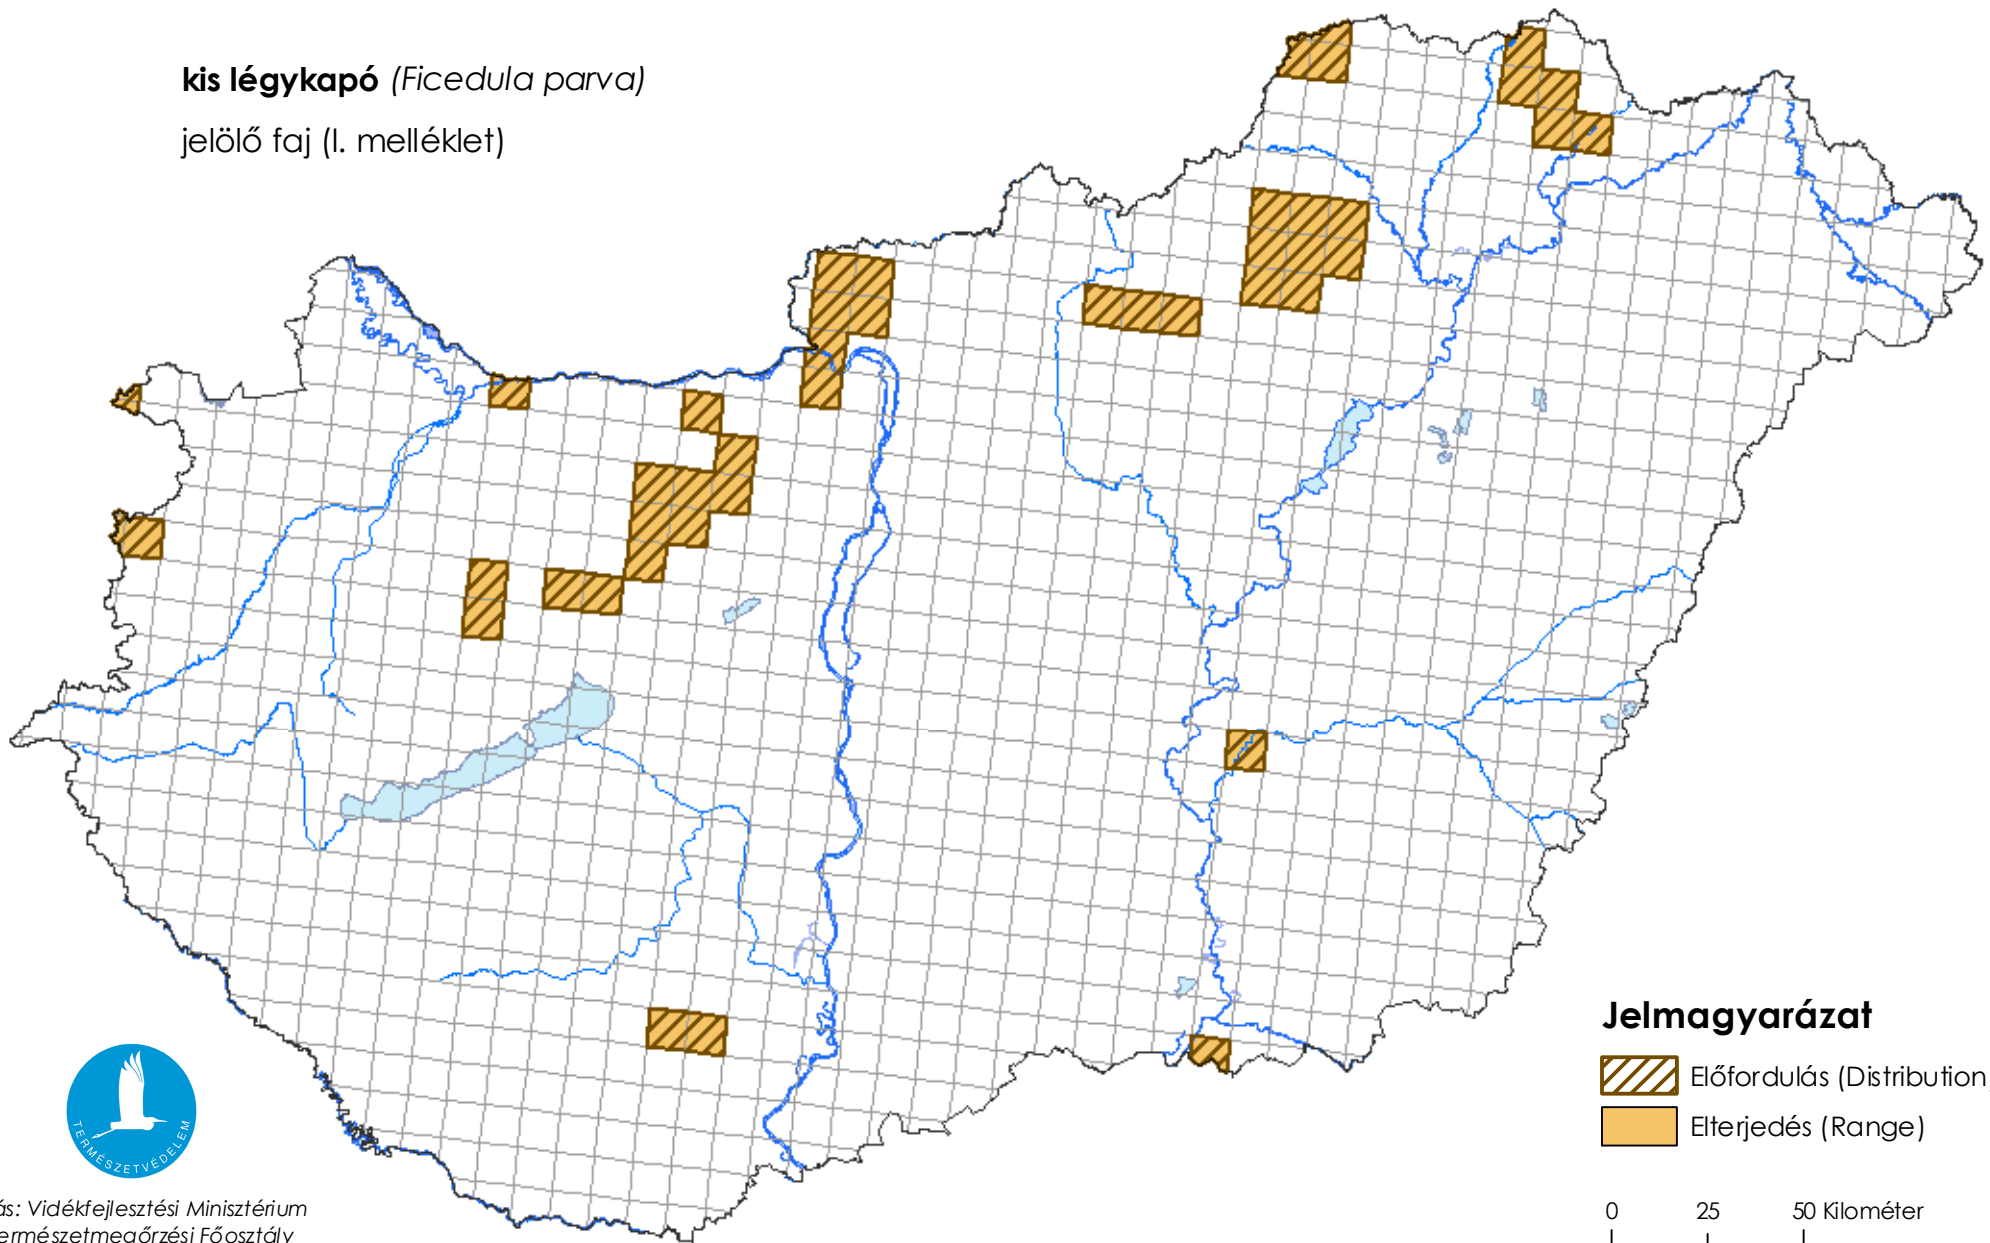 kis légykapó (Ficedula parva)
jelölő faj (I. melléklet)
Jelmagyarázat
Előfordulás (Distribution
Elterjedés (Range)
0 25 50 Kilométer
TERMÉSZETVÉDELEM
ás: Vidékfejlesztési Minisztérium
ermészetmegőrzési Főosztály